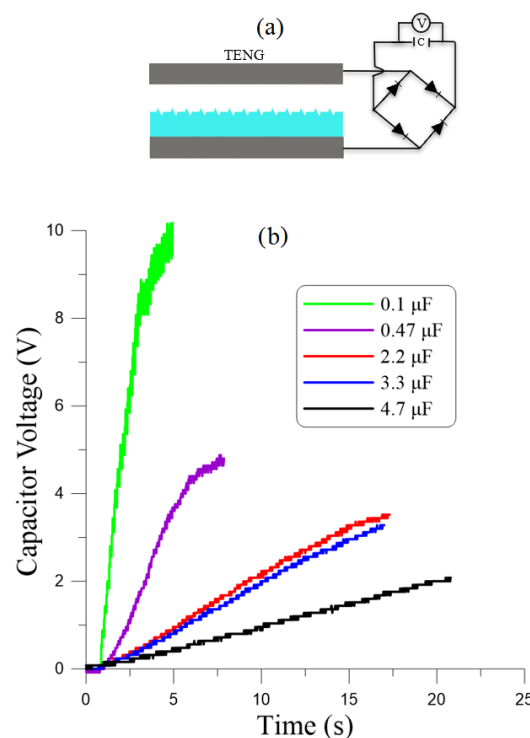 (a)
TENG
V
C
(b)
10
8
6
4
2
0
0.1 µF
0.47 µF
2.2 µF
3.3 µF
4.7 µF
Capacitor Voltage (V)
0 5 10 15 20 25
Time (s)